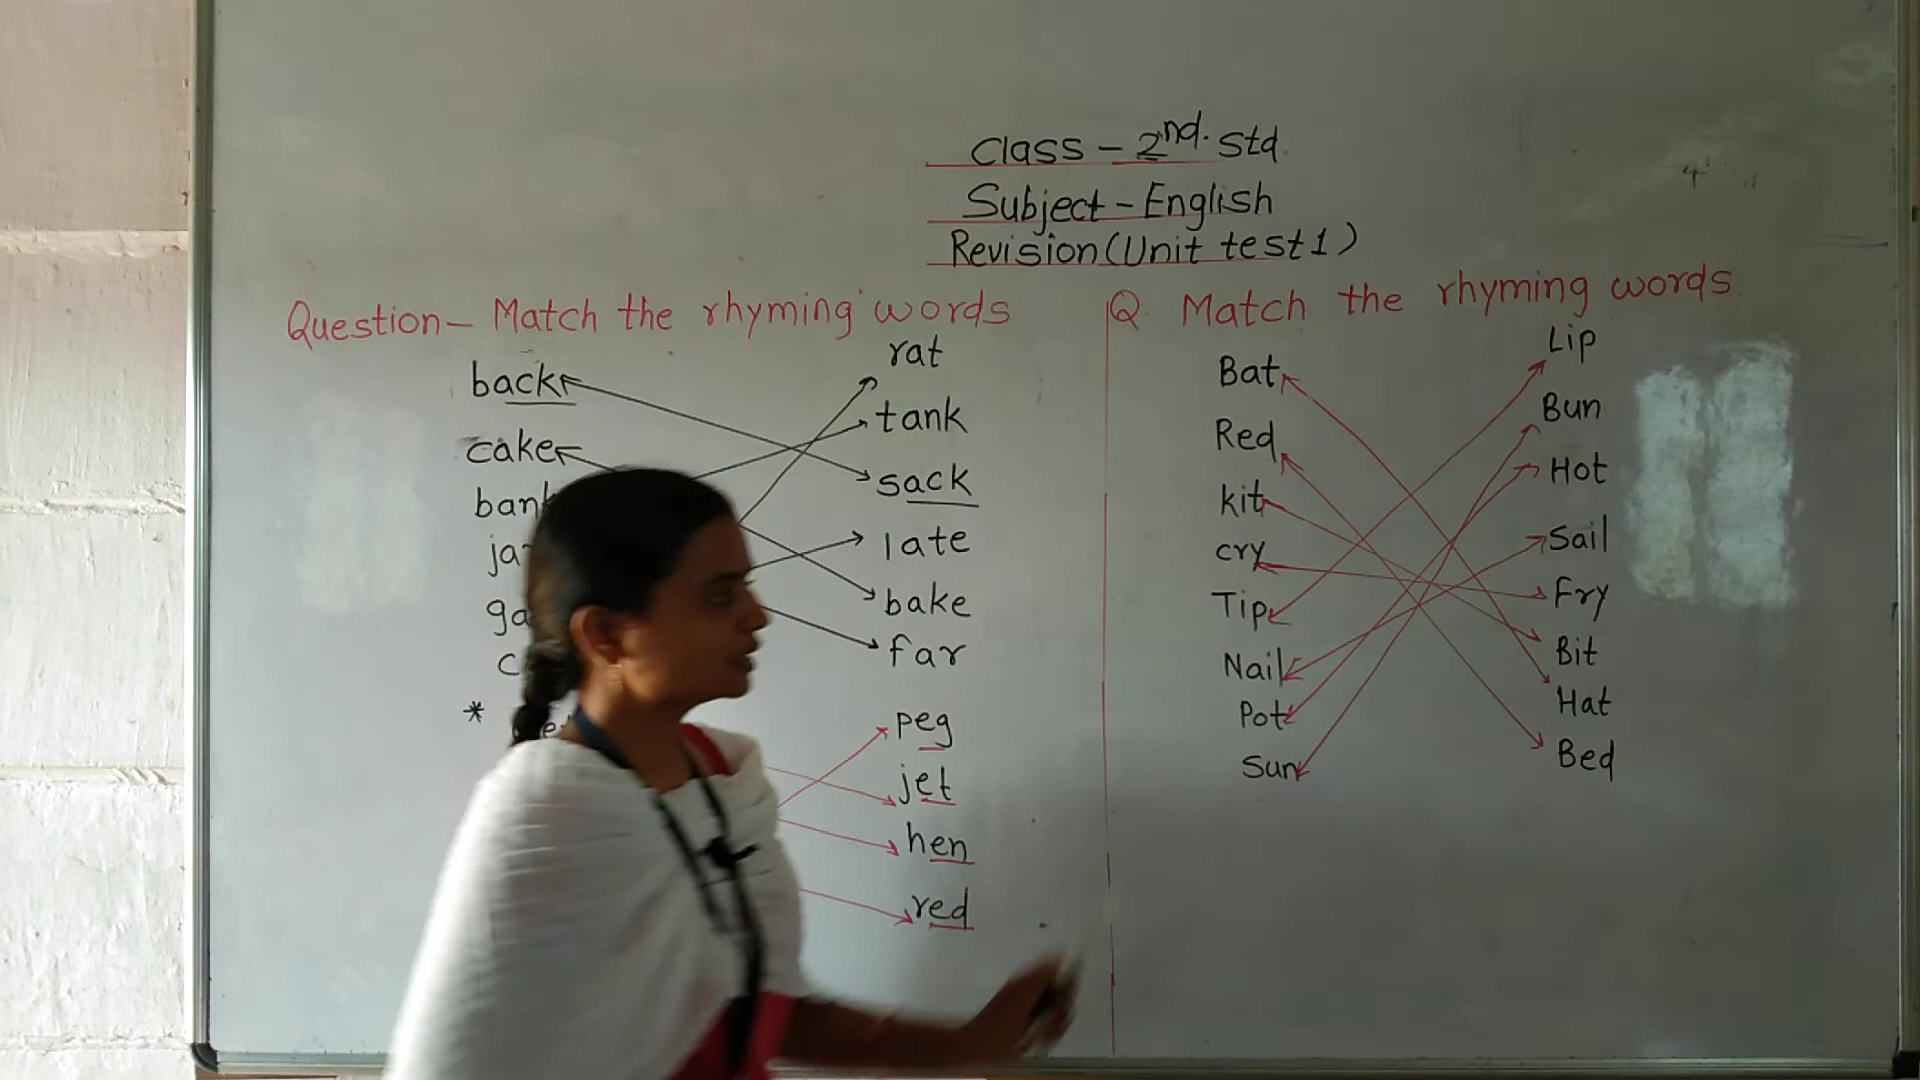 Class - 2nd. Std.
Subject - English
Revision (Unit test 1)
Question - Match the rhyming words
back rat
cake tank
bank sack
late
bake
far
* peg
jet
hen
red
Q. Match the rhyming words
Bat Lip
Red Bun
kit Hot
cry Sail
Tip Fry
Nail Bit
Pot Hat
Sun Bed